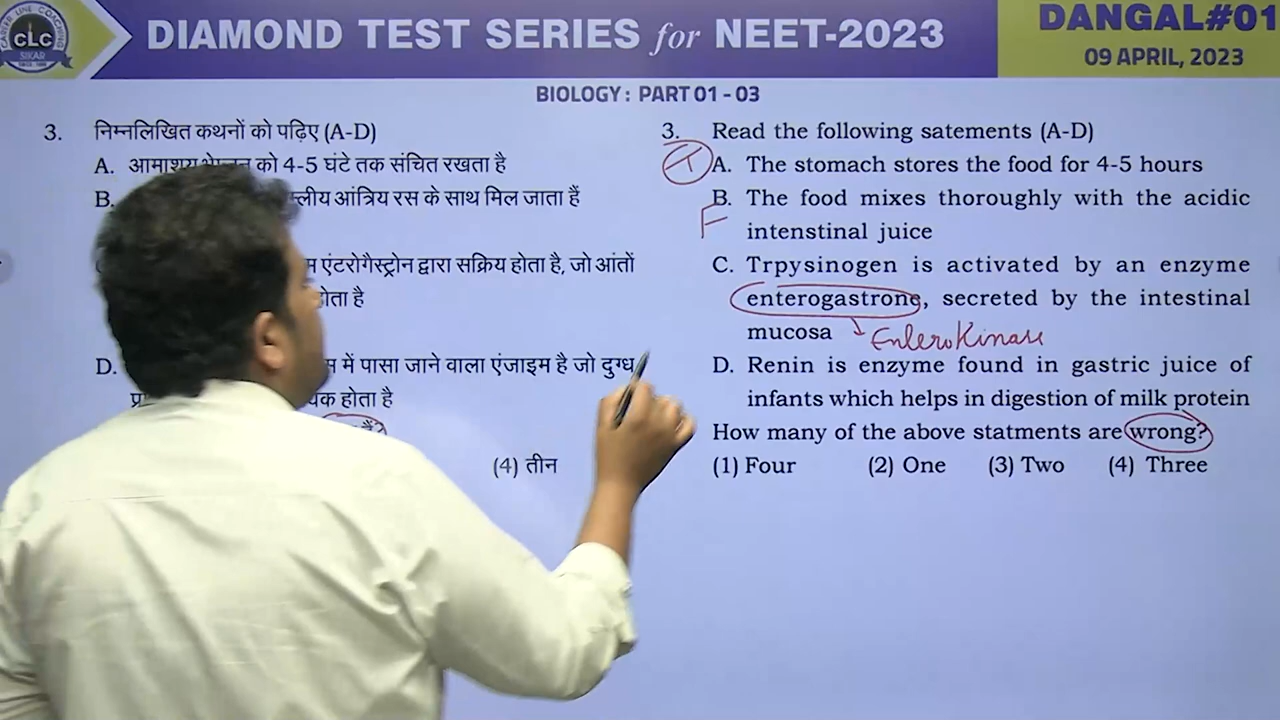 CLC
SIKAR
DIAMOND TEST SERIES for NEET-2023
DANGAL#01
09 APRIL, 2023
BIOLOGY : PART 01 - 03
3. निम्नलिखित कथनों को पढ़िए (A-D)
A. आमाशय को 4-5 घंटे तक संचित रखता है
B. आंत्रिय रस के साथ मिल जाता हैं
एंटरोगैस्ट्रोन द्वारा सक्रिय होता है, जो आंतों
होता है
D. में पासा जाने वाला एंजाइम है जो दुग्ध
होता है
(4) तीन
3. Read the following satements (A-D)
T A. The stomach stores the food for 4-5 hours
B. The food mixes thoroughly with the acidic
F intenstinal juice
C. Trpysinogen is activated by an enzyme
enterogastrone, secreted by the intestinal
mucosa → EnteroKinase
D. Renin is enzyme found in gastric juice of
infants which helps in digestion of milk protein
How many of the above statments are wrong?
(1) Four (2) One (3) Two (4) Three